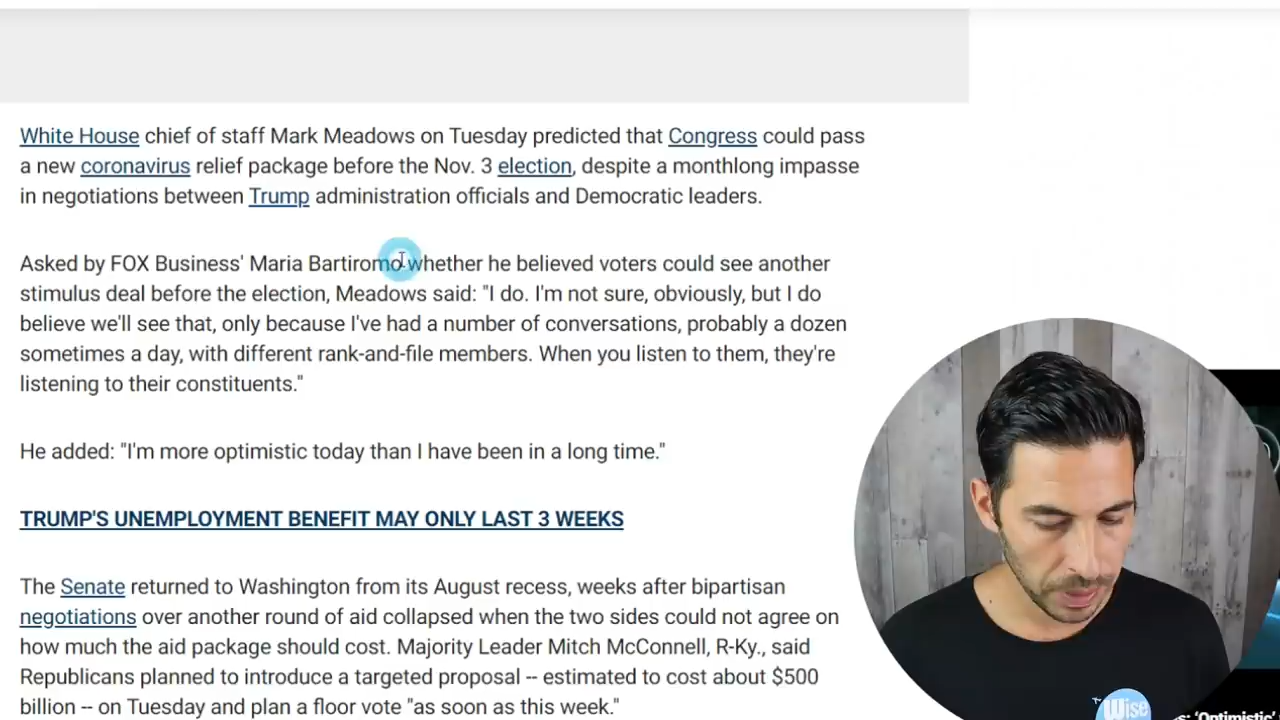 White House chief of staff Mark Meadows on Tuesday predicted that Congress could pass
a new coronavirus relief package before the Nov. 3 election, despite a monthlong impasse
in negotiations between Trump administration officials and Democratic leaders.
Asked by FOX Business' Maria Bartiromo whether he believed voters could see another
stimulus deal before the election, Meadows said: "I do. I'm not sure, obviously, but I do
believe we'll see that, only because I've had a number of conversations, probably a dozen
sometimes a day, with different rank-and-file members. When you listen to them, they're
listening to their constituents."
He added: "I'm more optimistic today than I have been in a long time."
TRUMP'S UNEMPLOYMENT BENEFIT MAY ONLY LAST 3 WEEKS
The Senate returned to Washington from its August recess, weeks after bipartisan
negotiations over another round of aid collapsed when the two sides could not agree on
how much the aid package should cost. Majority Leader Mitch McConnell, R-Ky., said
Republicans planned to introduce a targeted proposal -- estimated to cost about $500
billion -- on Tuesday and plan a floor vote "as soon as this week."
Wise
s: 'Optimistic'